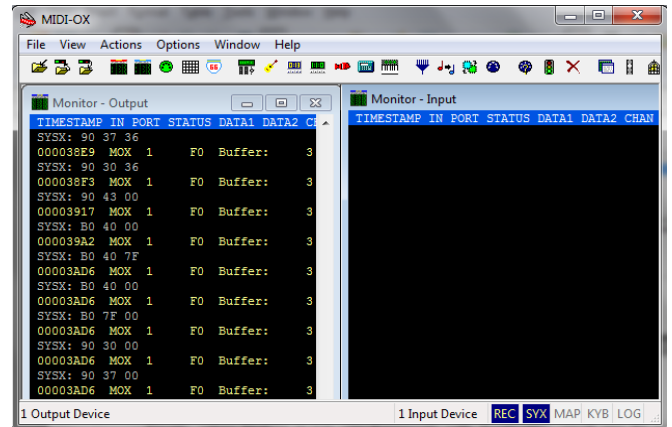 MIDI-OX
File View Actions Options Window Help
Monitor - Output
TIMESTAMP IN PORT STATUS DATA1 DATA2 C
SYSX: 90 37 36
000038E9 MOX 1 F0 Buffer: 3
SYSX: 90 30 36
000038F3 MOX 1 F0 Buffer: 3
SYSX: 90 43 00
00003917 MOX 1 F0 Buffer: 3
SYSX: B0 40 00
000039A2 MOX 1 F0 Buffer: 3
SYSX: B0 40 7F
00003AD6 MOX 1 F0 Buffer: 3
SYSX: B0 40 00
00003AD6 MOX 1 F0 Buffer: 3
SYSX: B0 7F 00
00003AD6 MOX 1 F0 Buffer: 3
SYSX: 90 30 00
00003AD6 MOX 1 F0 Buffer: 3
SYSX: 90 37 00
00003AD6 MOX 1 F0 Buffer: 3
Monitor - Input
TIMESTAMP IN PORT STATUS DATA1 DATA2 CHAN
1 Output Device 1 Input Device REC SYX MAP KYB LOG